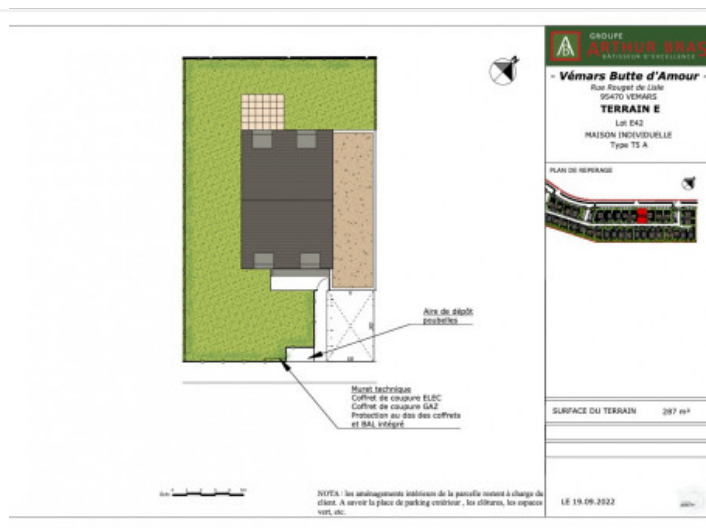 GROUPE
ARTHUR BRAS
BÂTISSEUR D'EXCELLENCE
- Vémars Butte d'Amour -
Rue Rouget de Lisle
95470 VEMARS
TERRAIN E
Lot E42
MAISON INDIVIDUELLE
Type T5 A
PLAN DE REPERAGE
Aire de dépôt
poubelles
Muret technique
Coffret de coupure ELEC
Coffret de coupure GAZ
Protection au dos des coffrets
et BAL intégré
SURFACE DU TERRAIN 287 m²
NOTA : les aménagements intérieurs de la parcelle restent à charge du
client. A savoir la place de parking extérieur , les clôtures, les espaces
vert, etc.
LE 19.09.2022